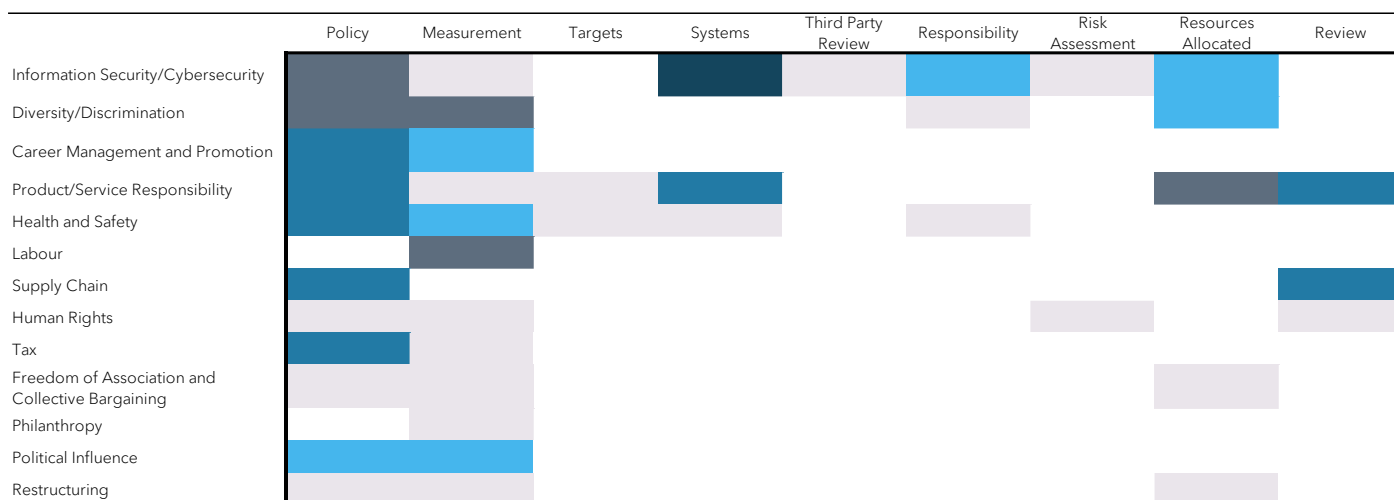 Policy
Measurement
Targets
Systems
Third Party
Review
Responsibility
Risk
Assessment
Resources
Allocated
Review
Information Security/Cybersecurity
Diversity/Discrimination
Career Management and Promotion
Product/Service Responsibility
Health and Safety
Labour
Supply Chain
Human Rights
Tax
Freedom of Association and
Collective Bargaining
Philanthropy
Political Influence
Restructuring